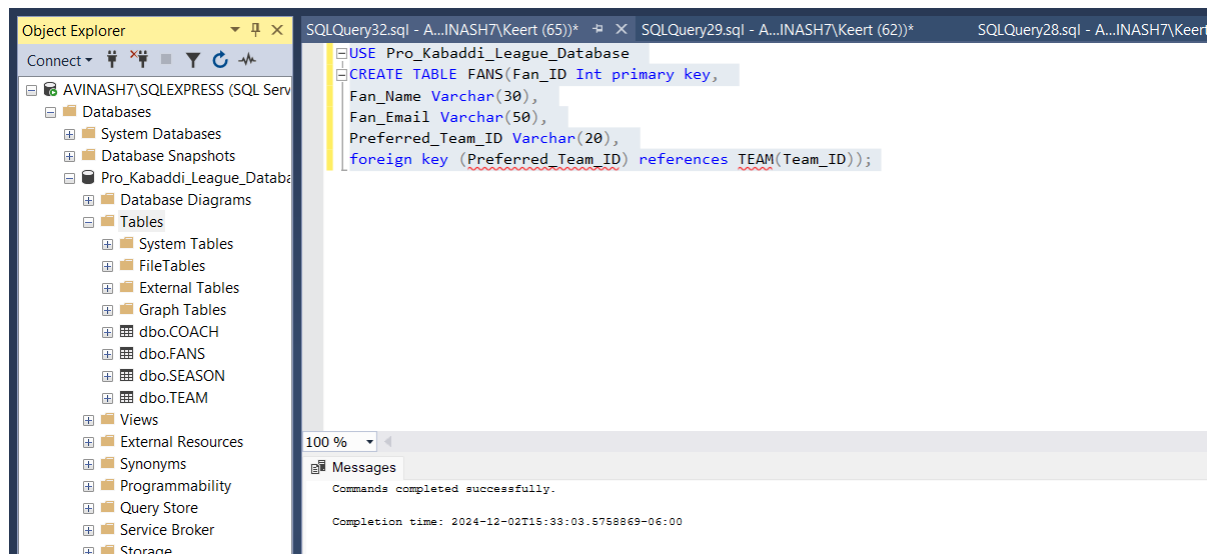 Object Explorer
Connect
AVINASH7\SQLEXPRESS (SQL Serv
Databases
System Databases
Database Snapshots
Pro_Kabaddi_League_Databa
Database Diagrams
Tables
System Tables
FileTables
External Tables
Graph Tables
dbo.COACH
dbo.FANS
dbo.SEASON
dbo.TEAM
Views
External Resources
Synonyms
Programmability
Query Store
Service Broker
Storage
SQLQuery32.sql - A...INASH7\Keert (65))* SQLQuery29.sql - A...INASH7\Keert (62))* SQLQuery28.sql - A...INASH7\Keert
USE Pro_Kabaddi_League_Database
CREATE TABLE FANS(Fan_ID Int primary key,
Fan_Name Varchar(30),
Fan_Email Varchar(50),
Preferred_Team_ID Varchar(20),
foreign key (Preferred_Team_ID) references TEAM(Team_ID));
100 %
Messages
Commands completed successfully.
Completion time: 2024-12-02T15:33:03.5758869-06:00